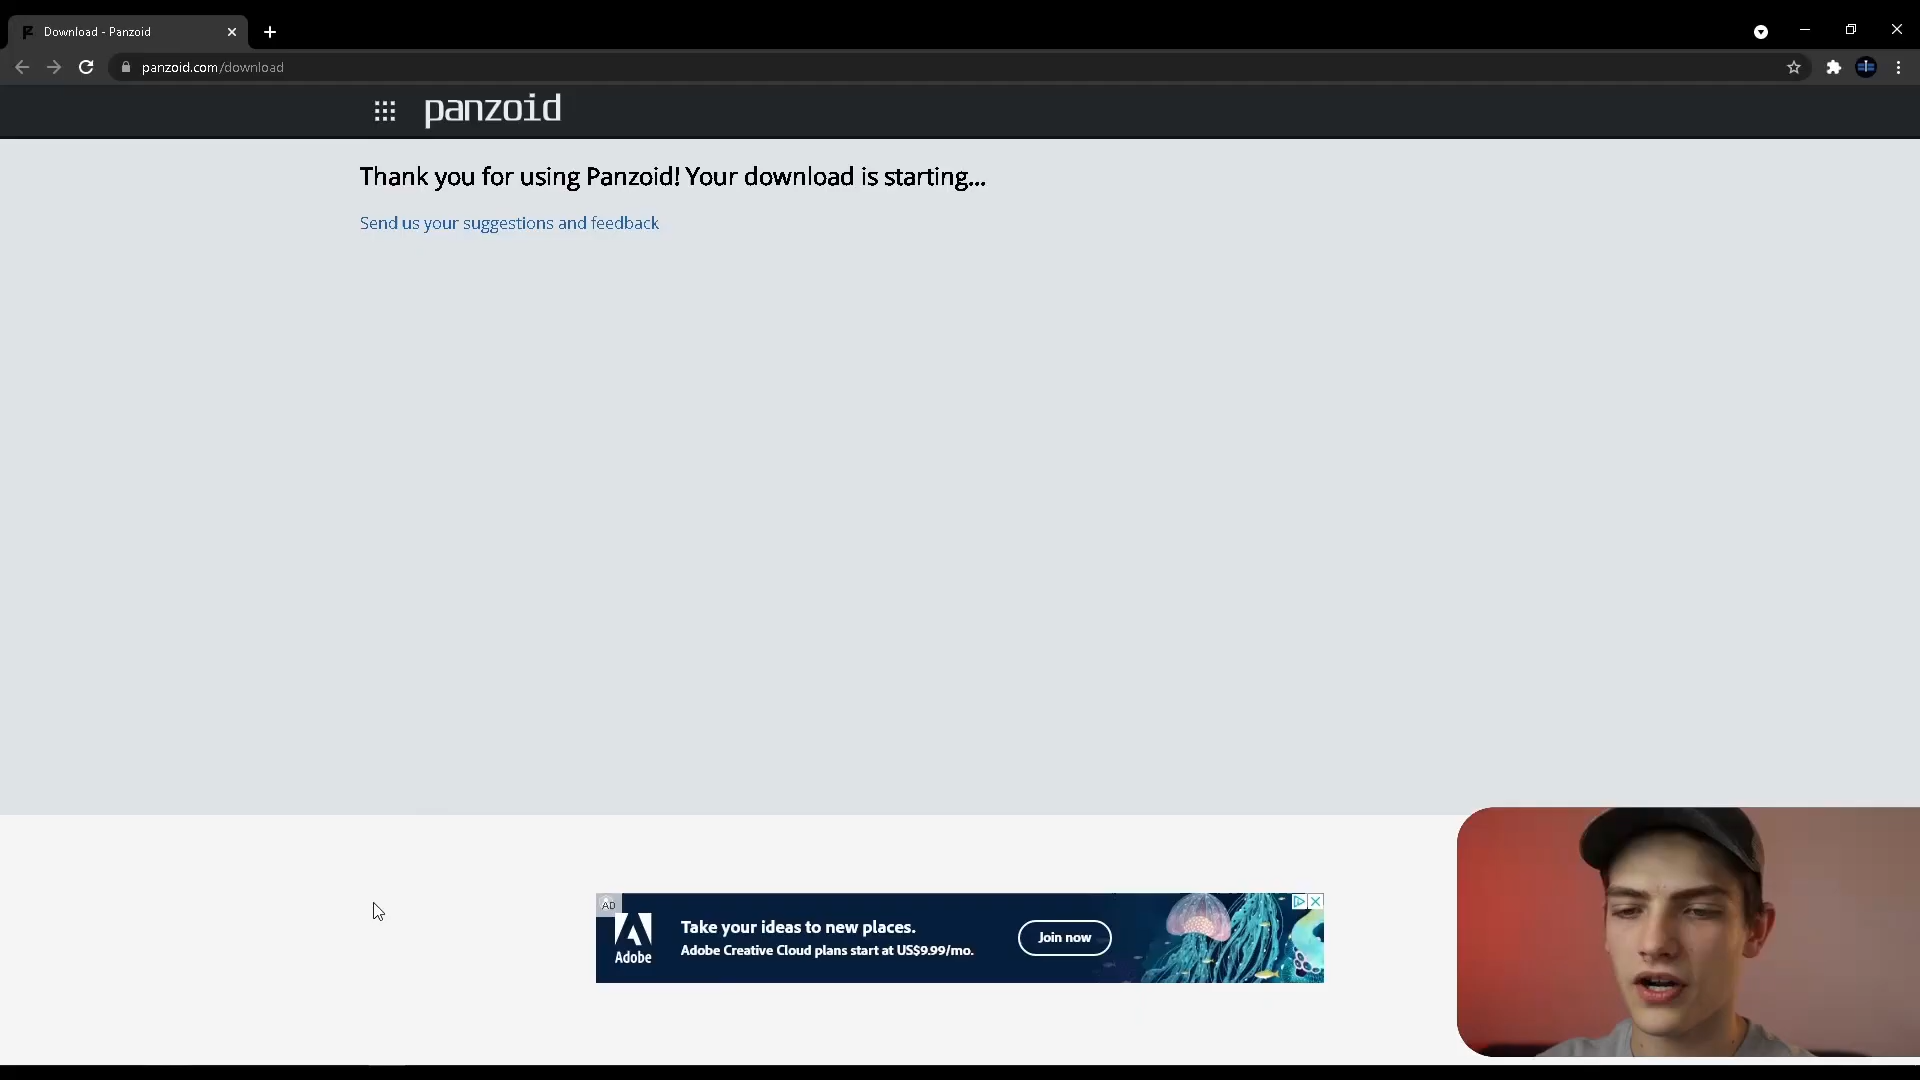 Download - Panzoid
panzoid.com/download
panzoid
Thank you for using Panzoid! Your download is starting...
Send us your suggestions and feedback
AD
Adobe
Take your ideas to new places.
Adobe Creative Cloud plans start at US$9.99/mo.
Join now